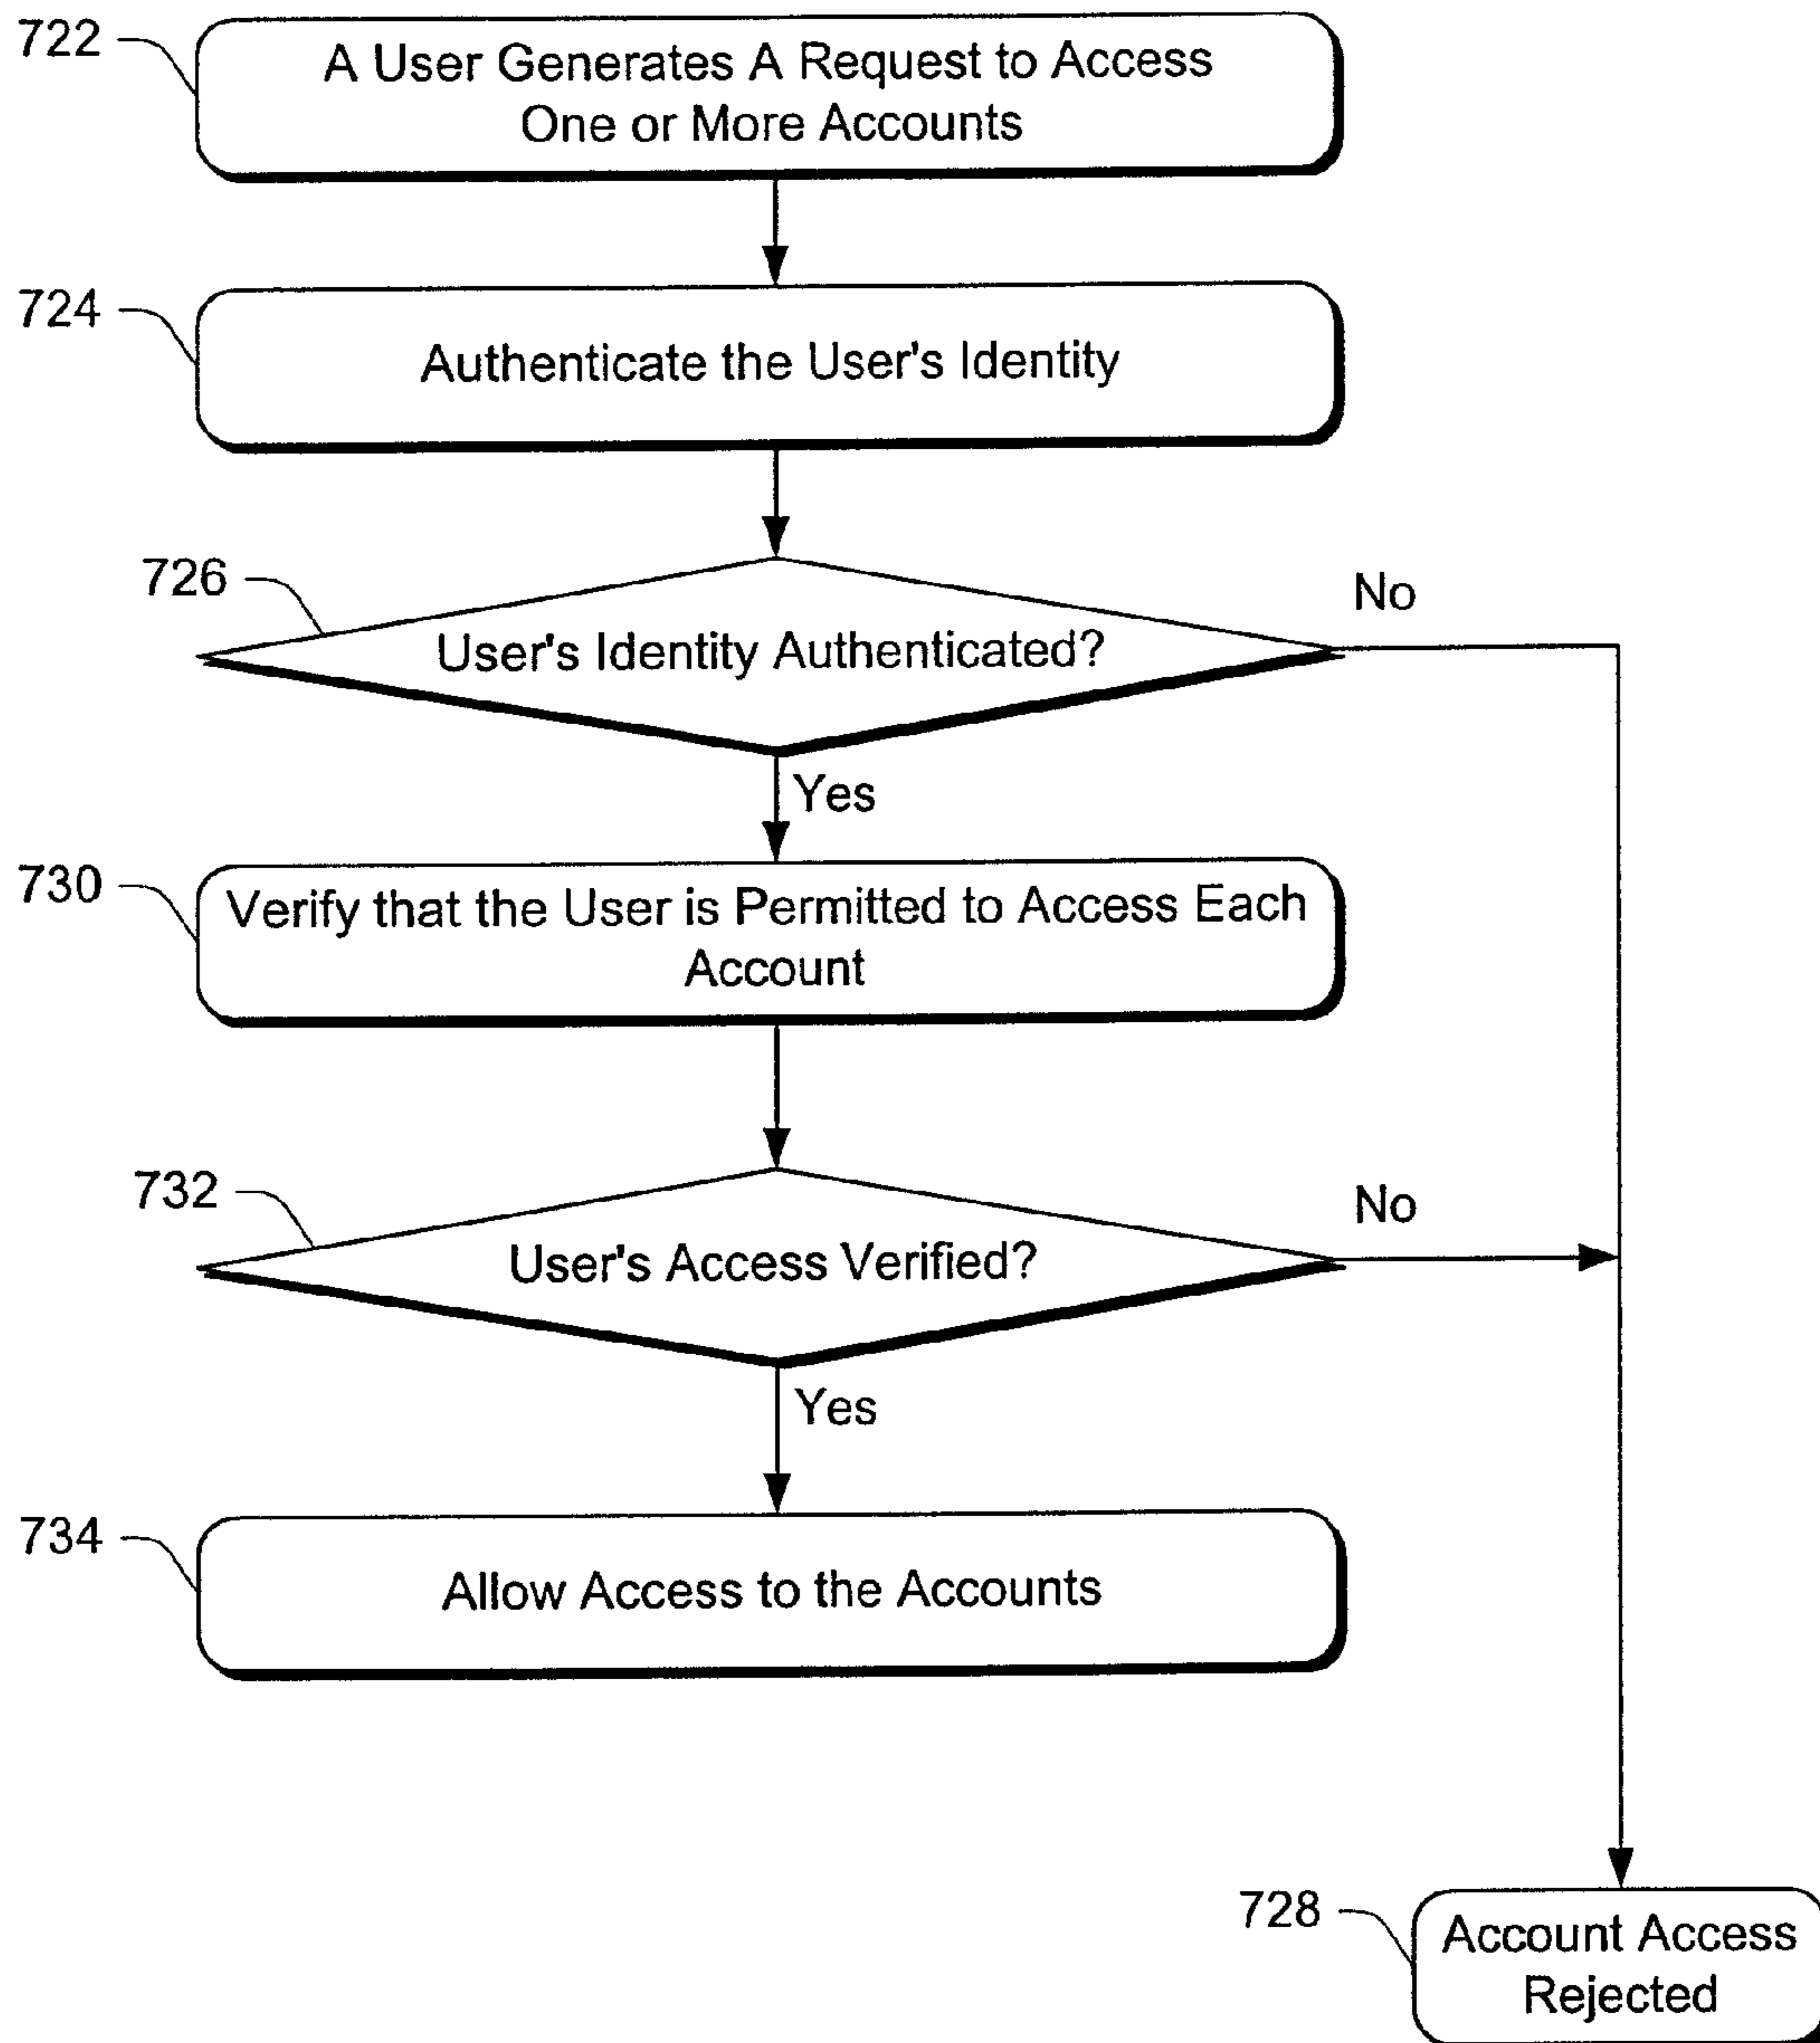 722
A User Generates A Request to Access
One or More Accounts
724
Authenticate the User's Identity
726
User's Identity Authenticated?
No
Yes
730
Verify that the User is Permitted to Access Each
Account
732
User's Access Verified?
No
Yes
734
Allow Access to the Accounts
728
Account Access
Rejected